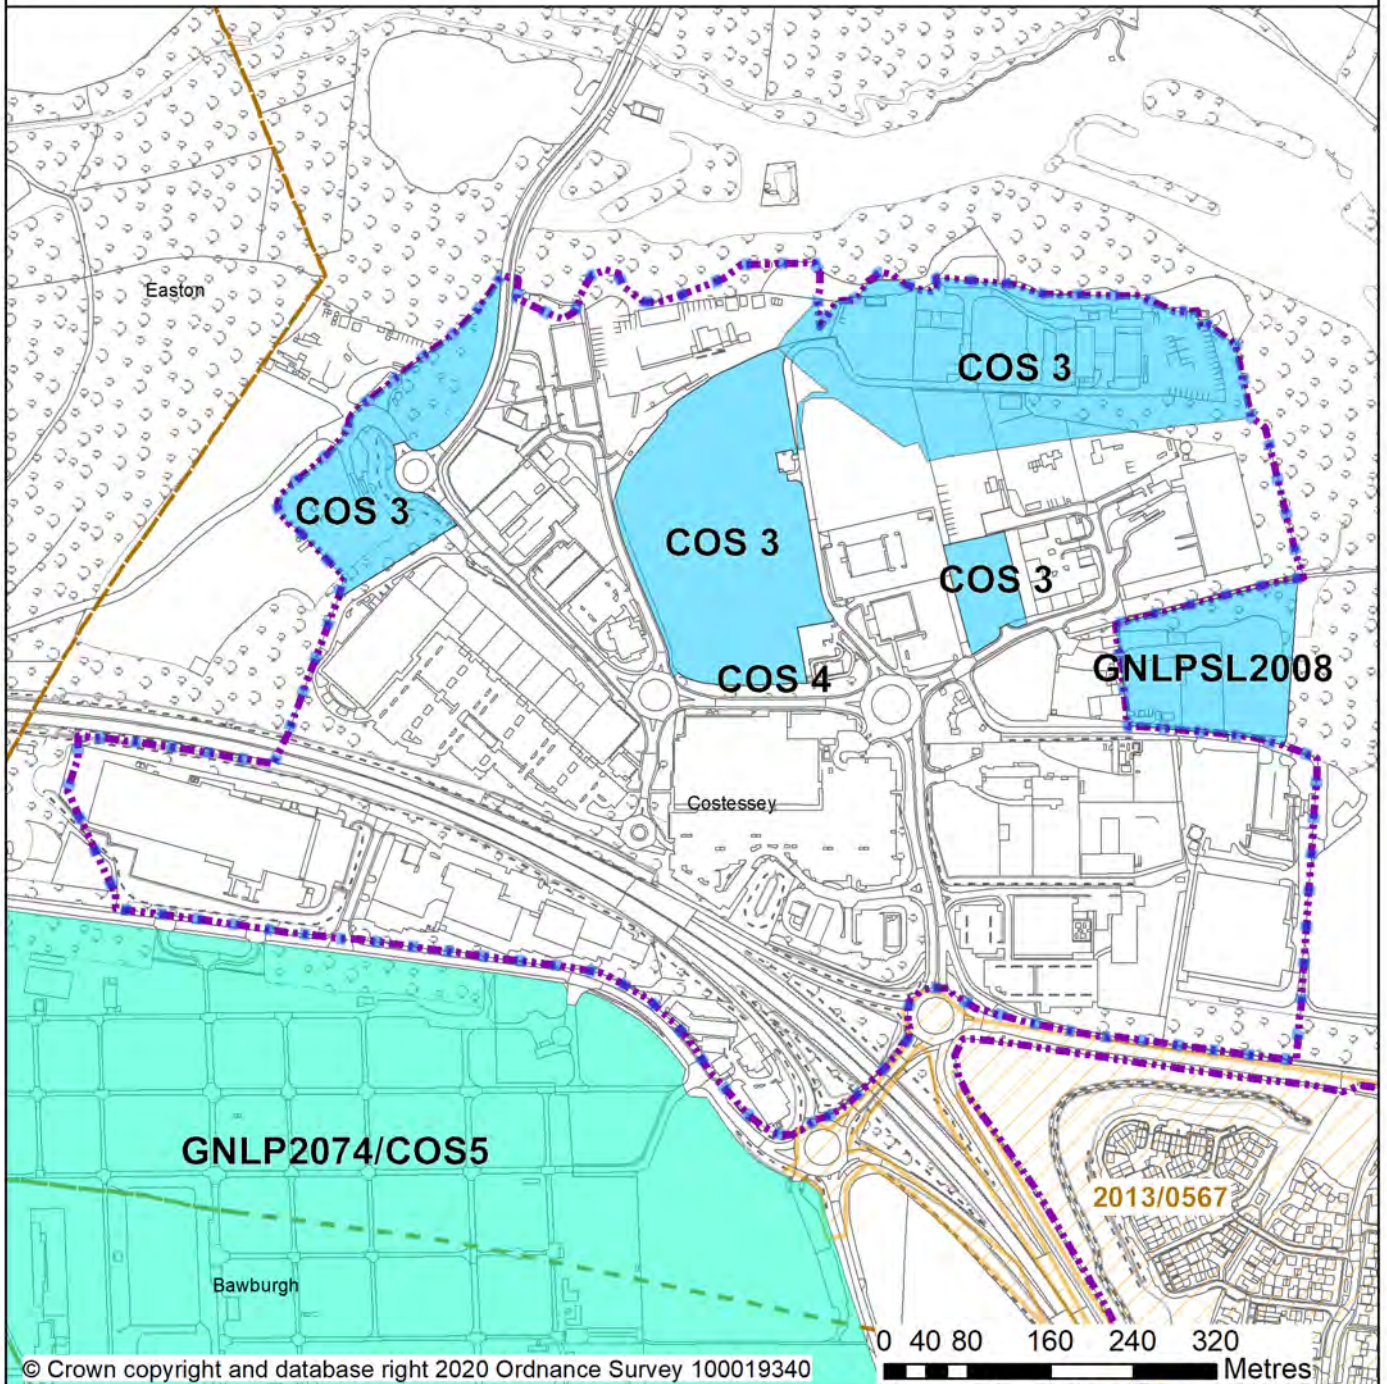 Easton
COS 3
COS 3
COS 3
COS 3
GNLPSL2008
COS 4
Costessey
GNLP2074/COS5
2013/0567
Bawburgh
0 40 80 160 240 320
Metres
© Crown copyright and database right 2020 Ordnance Survey 100019340